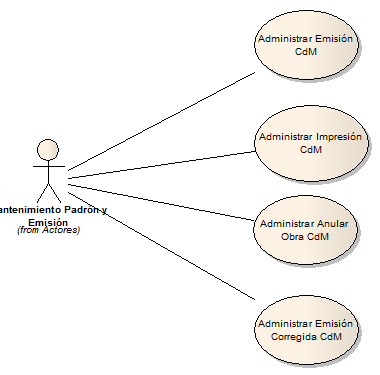 Administrar Emisión
CdM
Administrar Impresión
CdM
antenimiento Padrón y
Emisión
(from Actores)
Administrar Anular
Obra CdM
Administrar Emisión
Corregida CdM